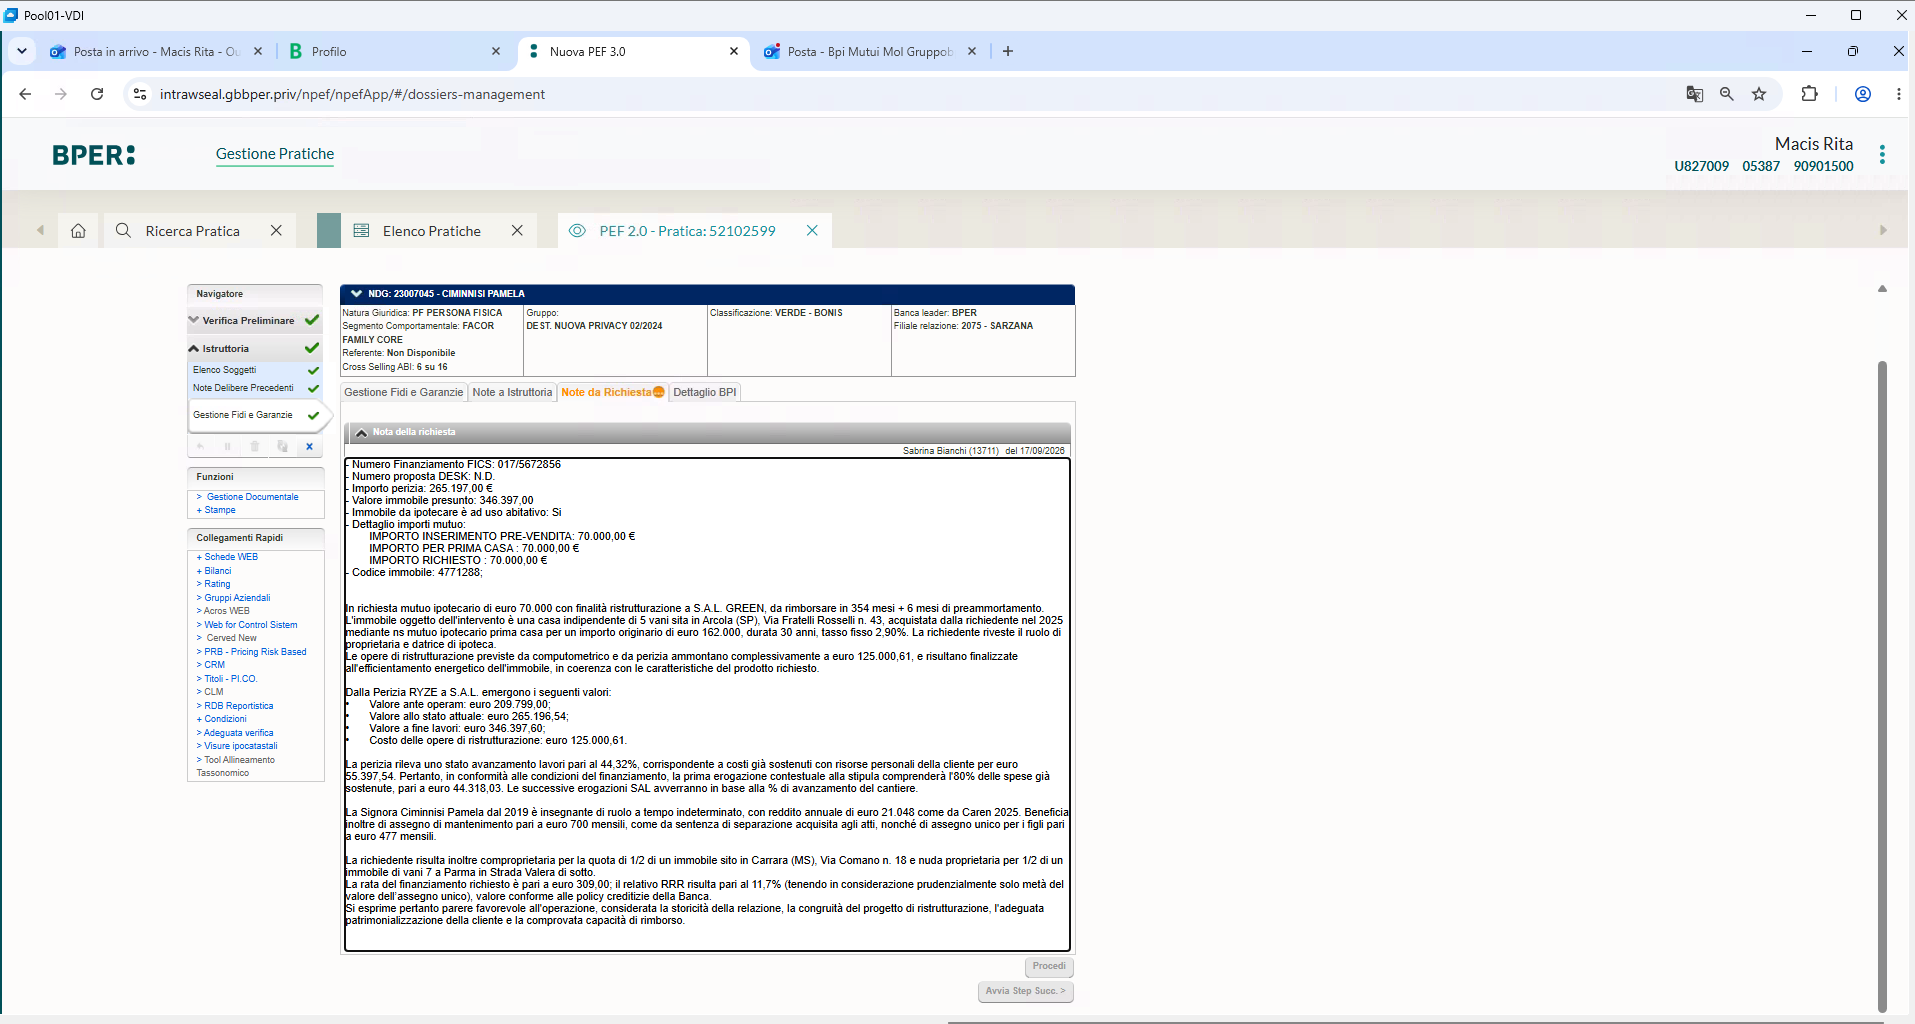 Pool01-VDI
Posta in arrivo - Macis Rita - Ou
Profilo
Nuova PEF 3.0
Posta - Bpi Mutui Mol Gruppob
intrawseal.gbbper.priv/npef/npefApp/#/dossiers-management
BPER:
Gestione Pratiche
Macis Rita
U827009 05387 90901500
Ricerca Pratica
Elenco Pratiche
PEF 2.0 - Pratica: 52102599
Navigatore
Verifica Preliminare
Istruttoria
Elenco Soggetti
Note Delibere Precedenti
Gestione Fidi e Garanzie
Funzioni
> Gestione Documentale
+ Stampe
Collegamenti Rapidi
+ Schede WEB
+ Bilanci
> Rating
> Gruppi Aziendali
> Acros WEB
> Web for Control Sistem
> Cerved New
> PRB - Pricing Risk Based
> CRM
> Titoli - PI.CO.
> CLM
> RDB Reportistica
+ Condizioni
> Adeguata verifica
> Visure ipocatastali
> Tool Allineamento
Tassonomico
NDG: 23007045 - CIMINNISI PAMELA
Natura Giuridica: PF PERSONA FISICA
Segmento Comportamentale: FACOR
FAMILY CORE
Referente: Non Disponibile
Cross Selling ABI: 6 su 16
Gruppo:
DEST. NUOVA PRIVACY 02/2024
Classificazione: VERDE - BONIS
Banca leader: BPER
Filiale relazione: 2075 - SARZANA
Gestione Fidi e Garanzie
Note a Istruttoria
Note da Richiesta
Dettaglio BPI
Nota della richiesta
Sabrina Bianchi (13711) del 17/09/2026
- Numero Finanziamento FICS: 017/5672856
- Numero proposta DESK: N.D.
- Importo perizia: 265.197,00 €
- Valore immobile presunto: 346.397,00
- Immobile da ipotecare è ad uso abitativo: Si
- Dettaglio importi mutuo:
IMPORTO INSERIMENTO PRE-VENDITA: 70.000,00 €
IMPORTO PER PRIMA CASA : 70.000,00 €
IMPORTO RICHIESTO : 70.000,00 €
- Codice immobile: 4771288;
In richiesta mutuo ipotecario di euro 70.000 con finalità ristrutturazione a S.A.L. GREEN, da rimborsare in 354 mesi + 6 mesi di preammortamento.
L'immobile oggetto dell'intervento è una casa indipendente di 5 vani sita in Arcola (SP), Via Fratelli Rosselli n. 43, acquistata dalla richiedente nel 2025
mediante ns mutuo ipotecario prima casa per un importo originario di euro 162.000, durata 30 anni, tasso fisso 2,90%. La richiedente riveste il ruolo di
proprietaria e datrice di ipoteca.
Le opere di ristrutturazione previste da computometrico e da perizia ammontano complessivamente a euro 125.000,61, e risultano finalizzate
all'efficientamento energetico dell'immobile, in coerenza con le caratteristiche del prodotto richiesto.
Dalla Perizia RYZE a S.A.L. emergono i seguenti valori:
• Valore ante operam: euro 209.799,00;
• Valore allo stato attuale: euro 265.196,54;
• Valore a fine lavori: euro 346.397,60;
• Costo delle opere di ristrutturazione: euro 125.000,61.
La perizia rileva uno stato avanzamento lavori pari al 44,32%, corrispondente a costi già sostenuti con risorse personali della cliente per euro
55.397,54. Pertanto, in conformità alle condizioni del finanziamento, la prima erogazione contestuale alla stipula comprenderà l'80% delle spese già
sostenute, pari a euro 44.318,03. Le successive erogazioni SAL avverranno in base alla % di avanzamento del cantiere.
La Signora Ciminnisi Pamela dal 2019 è insegnante di ruolo a tempo indeterminato, con reddito annuale di euro 21.048 come da Caren 2025. Beneficia
inoltre di assegno di mantenimento pari a euro 700 mensili, come da sentenza di separazione acquisita agli atti, nonché di assegno unico per i figli pari
a euro 477 mensili.
La richiedente risulta inoltre comproprietaria per la quota di 1/2 di un immobile sito in Carrara (MS), Via Comano n. 18 e nuda proprietaria per 1/2 di un
immobile di vani 7 a Parma in Strada Valera di sotto.
La rata del finanziamento richiesto è pari a euro 309,00; il relativo RRR risulta pari al 11,7% (tenendo in considerazione prudenzialmente solo metà del
valore dell'assegno unico), valore conforme alle policy creditizie della Banca.
Si esprime pertanto parere favorevole all'operazione, considerata la storicità della relazione, la congruità del progetto di ristrutturazione, l'adeguata
patrimonializzazione della cliente e la comprovata capacità di rimborso.
Procedi
Avvia Step Succ. >